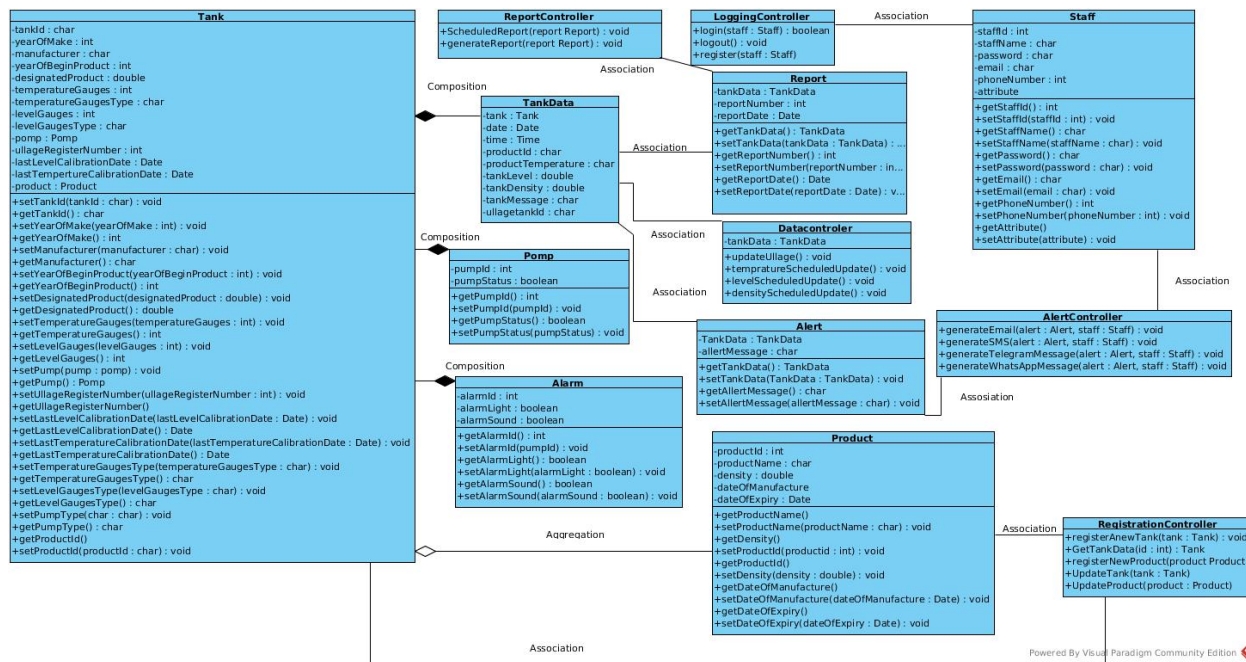 Tank
-tankId : char
-yearOfMake : int
-manufacturer : char
-yearOfBeginProduct : int
-designatedProduct : double
-temperatureGauges : int
-temperatureGaugesType : char
-levelGauges : int
-levelGaugesType : char
-pomp : Pomp
-ullageRegisterNumber : int
-lastLevelCalibrationDate : Date
-lastTempertureCalibrationDate : Date
-product : Product
+setTankId(tankId : char) : void
+getTankId() : char
+setYearOfMake(yearOfMake : int) : void
+getYearOfMake() : int
+setManufacturer(manufacturer : char) : void
+getManufacturer() : char
+setYearOfBeginProduct(yearOfBeginProduct : int) : void
+getYearOfBeginProduct() : int
+setDesignatedProduct(designatedProduct : double) : void
+getDesignatedProduct() : double
+setTemperatureGauges(temperatureGauges : int) : void
+getTemperatureGauges() : int
+setLevelGauges(levelGauges : int) : void
+getLevelGauges() : int
+setPump(pump : pomp) : void
+getPump() : Pomp
+setUllageRegisterNumber(ullageRegisterNumber : int) : void
+getUllageRegisterNumber()
+setLastLevelCalibrationDate(lastLevelCalibrationDate : Date) : void
+getLastLevelCalibrationDate() : Date
+setLastTemperatureCalibrationDate(lastTemperatureCalibrationDate : Date) : void
+getLastTemperatureCalibrationDate() : Date
+setTemperatureGaugesType(temperatureGaugesType : char) : void
+getTemperatureGaugesType() : char
+setLevelGaugesType(levelGaugesType : char) : void
+getLevelGaugesType() : char
+setPumpType(char : char) : void
+getPumpType() : char
+getProductId()
+setProductId(productId : char) : void
ReportController
+ScheduledReport(report Report) : void
+generateReport(report Report) : void
LoggingController
+login(staff : Staff) : boolean
+logout() : void
+register(staff : Staff)
Association
Staff
-staffId : int
-staffName : char
-password : char
-email : char
-phoneNumber : int
-attribute
+getStaffId() : int
+setStaffId(staffId : int) : void
+getStaffName() : char
+setStaffName(staffName : char) : void
+getPassword() : char
+setPassword(password : char) : void
+getEmail() : char
+setEmail(email : char) : void
+getPhoneNumber() : int
+setPhoneNumber(phoneNumber : int) : void
+getAttribute()
+setAttribute(attribute) : void
Association
Composition
TankData
-tank : Tank
-date : Date
-time : Time
-productId : char
-productTemperature : char
-tankLevel : double
-tankDensity : double
-tankMessage : char
-ullagetankId : char
Association
Report
-tankData : TankData
-reportNumber : int
-reportDate : Date
+getTankData() : TankData
+setTankData(tankData : TankData) : ...
+getReportNumber() : int
+setReportNumber(reportNumber : in...
+getReportDate() : Date
+setReportDate(reportDate : Date) : v...
Association
Datacontroler
-tankData : TankData
+updateUllage() : void
+tempratureScheduledUpdate() : void
+levelScheduledUpdate() : void
+densityScheduledUpdate() : void
Composition
Pomp
-pumpId : int
-pumpStatus : boolean
+getPumpId() : int
+setPumpId(pumpId) : void
+getPumpStatus() : boolean
+setPumpStatus(pumpStatus) : void
Association
Association
Alert
-TankData : TankData
-allertMessage : char
+getTankData() : TankData
+setTankData(TankData : TankData) : void
+getAllertMessage() : char
+setAllertMessage(allertMessage : char) : void
AlertController
+generateEmail(alert : Alert, staff : Staff) : void
+generateSMS(alert : Alert, staff : Staff) : void
+generateTelegramMessage(alert : Alert, staff : Staff) : void
+generateWhatsAppMessage(alert : Alert, staff : Staff) : void
Assosiation
Composition
Alarm
-alarmId : int
-alarmLight : boolean
-alarmSound : boolean
+getAlarmId() : int
+setAlarmId(pumpId) : void
+getAlarmLight() : boolean
+setAlarmLight(alarmLight : boolean) : void
+getAlarmSound() : boolean
+setAlarmSound(alarmSound : boolean) : void
Aggregation
Product
-productId : int
-productName : char
-density : double
-dateOfManufacture
-dateOfExpiry : Date
+getProductName()
+setProductName(productName : char) : void
+getDensity()
+setProductId(productid : int) : void
+getProductId()
+setDensity(density : double) : void
+getDateOfManufacture()
+setDateOfManufacture(dateOfManufacture : Date) : void
+getDateOfExpiry()
+setDateOfExpiry(dateOfExpiry : Date) : void
Association
RegistrationController
+registerAnewTank(tank : Tank) : void
+GetTankData(id : int) : Tank
+registerNewProduct(product Product
+UpdateTank(tank : Tank)
+UpdateProduct(product : Product)
Association
Powered By Visual Paradigm Community Edition